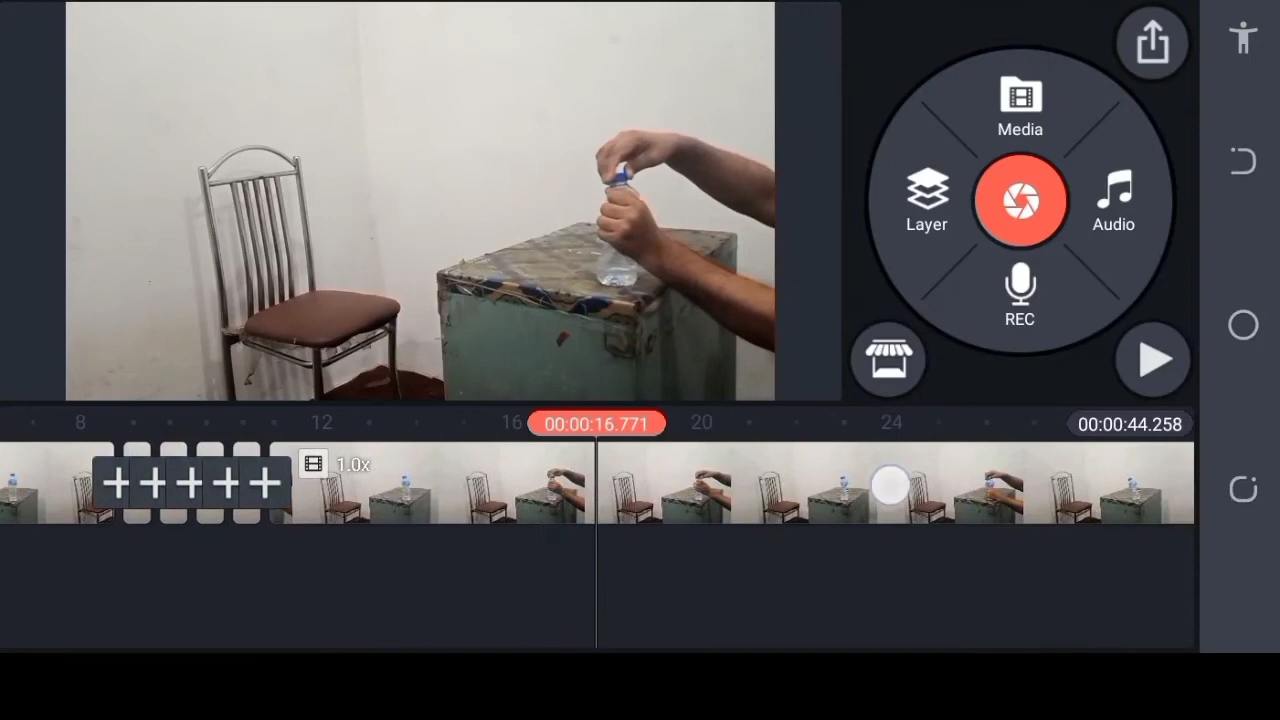 Media
Layer
Audio
REC
8
12
16
00:00:16.771
20
24
00:00:44.258
1.0x